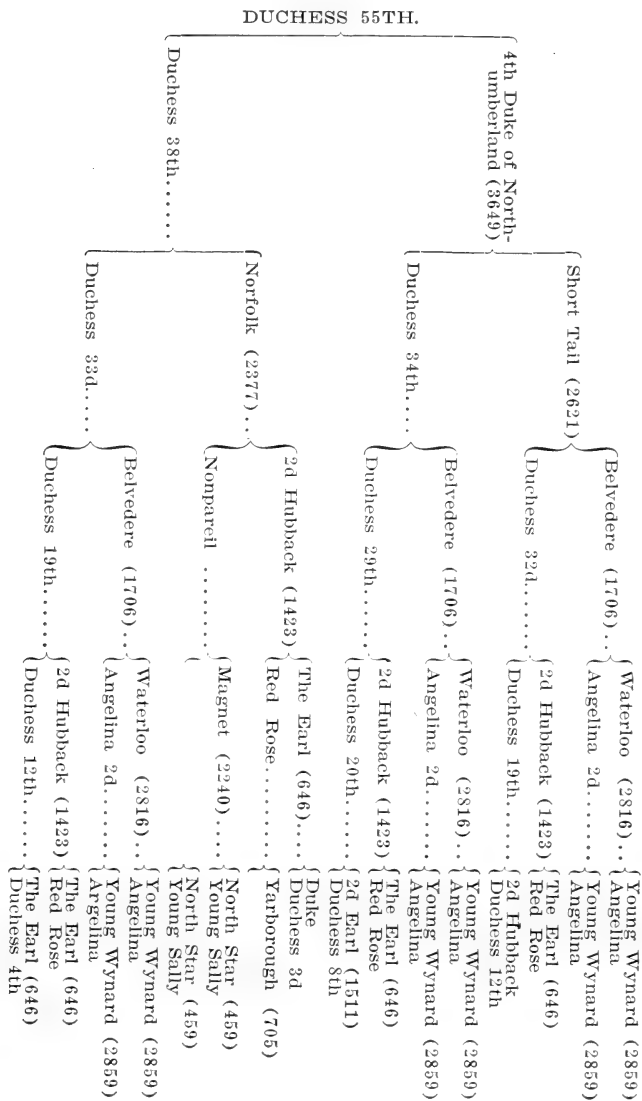 DUCHESS 55TH.
4th Duke of North-
umberland (3649)
Duchess 38th......
Short Tail (2621)
Duchess 34th....
Norfolk (2377)..
Duchess 33d.....
Belvedere (1706)..
Duchess 32d.......
Belvedere (1706)..
Duchess 29th......
2d Hubback (1423)
Nonpareil ........
Belvedere (1706)..
Duchess 19th......
Waterloo (2816)..
Angelina 2d.......
2d Hubback (1423)
Duchess 19th.....
Waterloo (2816)..
Angelina 2d......
2d Hubback (1423)
Duchess 20th.....
The Earl (646)....
Red Rose.........
Magnet (2240)....
Waterloo (2816)..
Angelina 2d.......
2d Hubback (1423)
Duchess 12th......
Young Wynard (2859)
Angelina
Young Wynard (2859)
Angelina
The Earl (646)
Red Rose
2d Hubback
Duchess 12th
Young Wynard (2859)
Angelina
Young Wynard (2859)
Angelina
The Earl (646)
Red Rose
2d Earl (1511)
Duchess 8th
Duke
Duchess 3d
Yarborough (705)
North Star (459)
Young Sally
North Star (459)
Young Sally
Young Wynard (2859)
Angelina
Young Wynard (2859)
Argelina
The Earl (646)
Red Rose
The Earl (646)
Duchess 4th